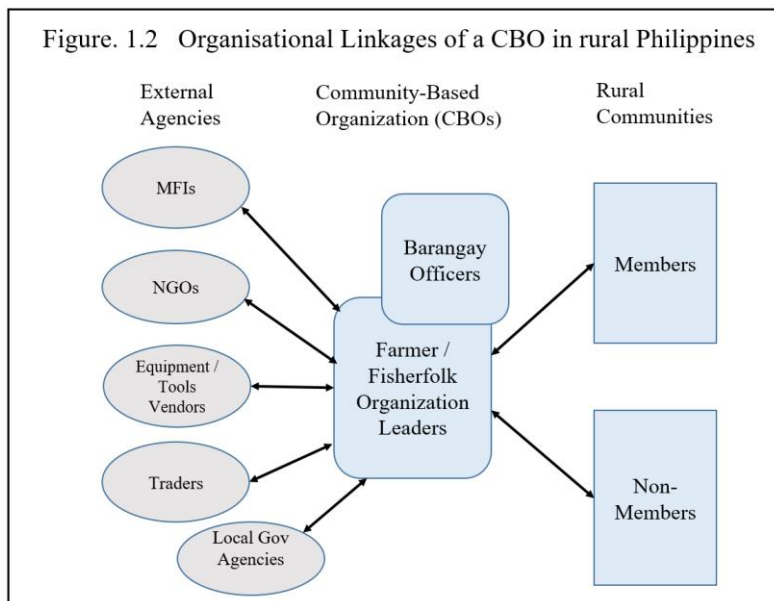 Figure. 1.2 Organisational Linkages of a CBO in rural Philippines
External
Agencies
Community-Based
Organization (CBOs)
Rural
Communities
MFIs
NGOs
Equipment /
Tools
Vendors
Traders
Local Gov
Agencies
Barangay
Officers
Farmer /
Fisherfolk
Organization
Leaders
Members
Non-
Members